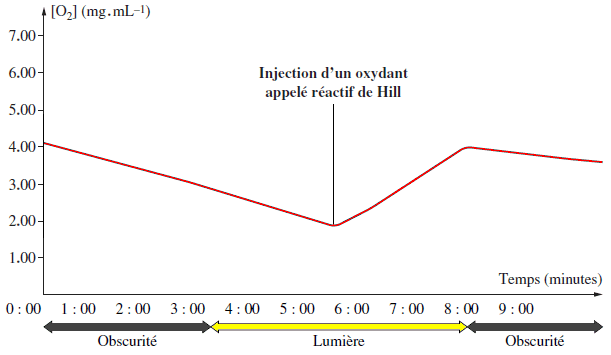 [O₂] (mg.mL⁻¹)
7.00
6.00
5.00
4.00
3.00
2.00
1.00
Injection d'un oxydant
appelé réactif de Hill
Temps (minutes)
0 : 00 1 : 00 2 : 00 3 : 00 4 : 00 5 : 00 6 : 00 7 : 00 8 : 00 9 : 00
Obscurité Lumière Obscurité